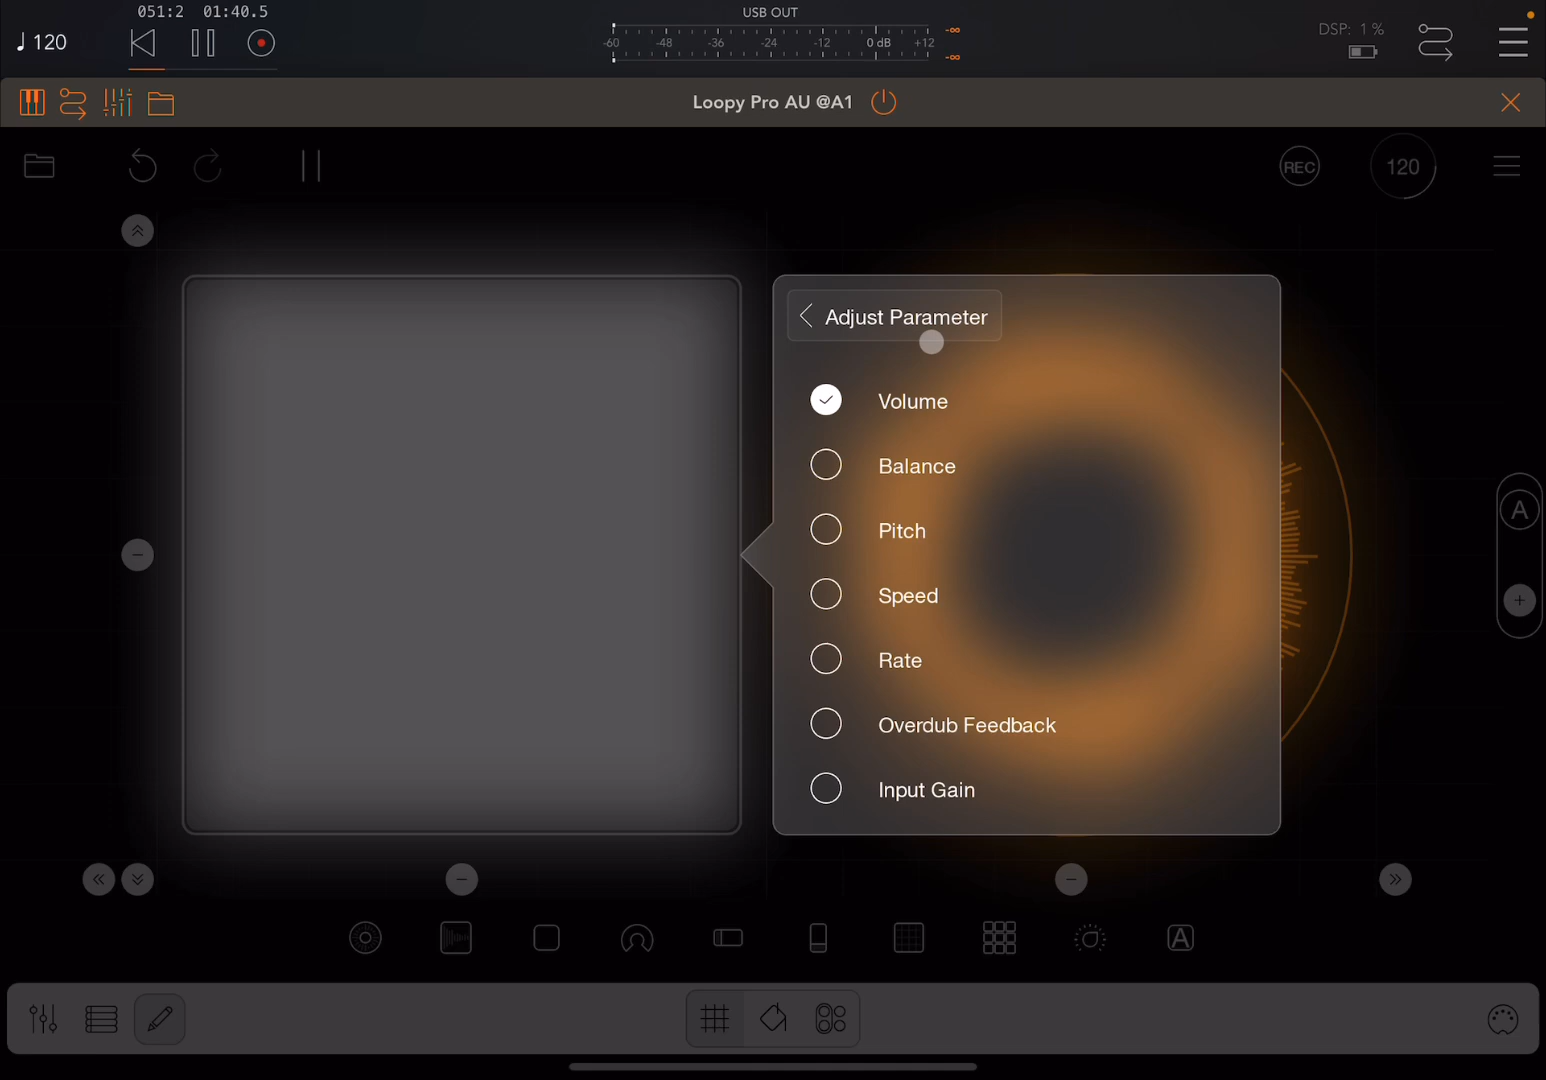 051:2 01:40.5
♩ 120
USB OUT
-60 -48 -36 -24 -12 0 dB +12
-∞
-∞
DSP: 1 %
Loopy Pro AU @A1
REC
120
Adjust Parameter
Volume
Balance
Pitch
Speed
Rate
Overdub Feedback
Input Gain
A
A